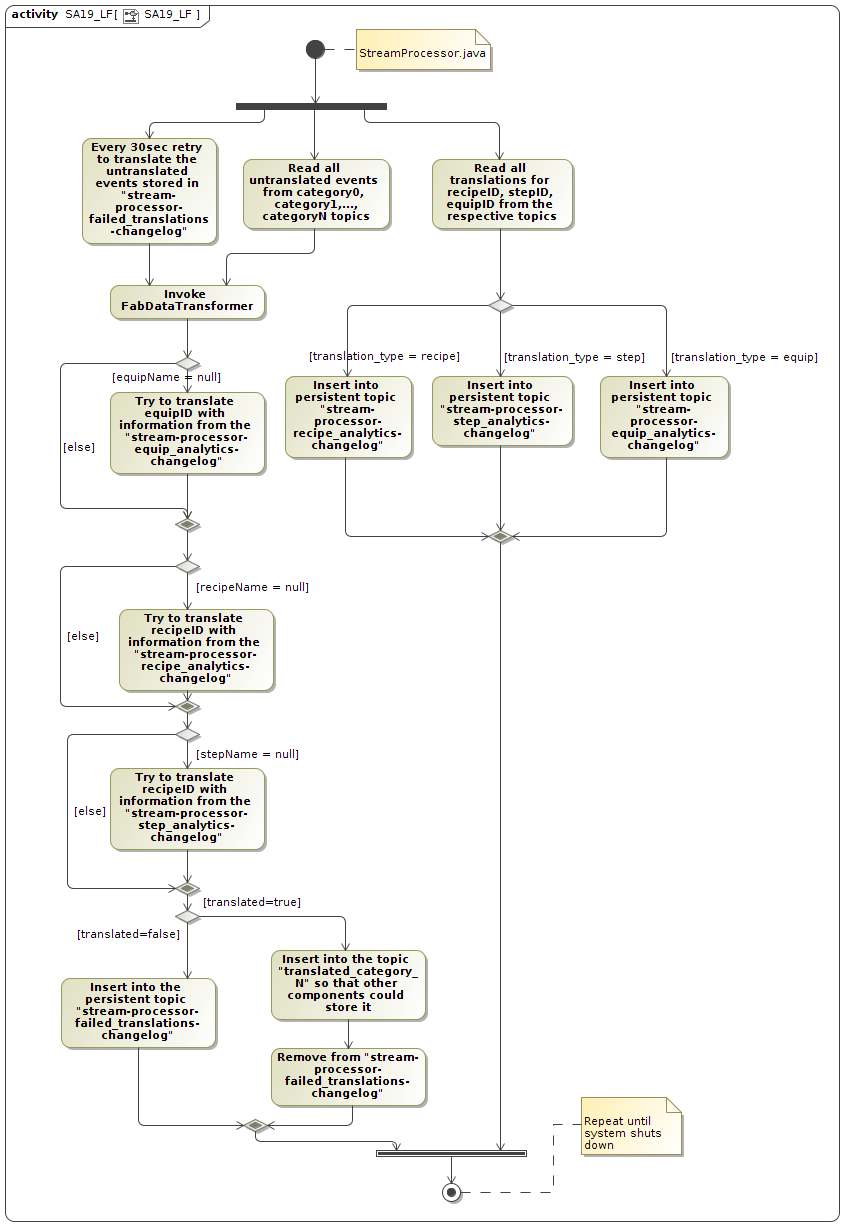 activity SA19_LF[ SA19_LF ]
StreamProcessor.java
Every 30sec retry
to translate the
untranslated
events stored in
"stream-
processor-
failed_translations
-changelog"
Read all
untranslated events
from category0,
category1,...,
categoryN topics
Read all
translations for
recipeID, stepID,
equipID from the
respective topics
Invoke
FabDataTransformer
[translation_type = recipe]
[translation_type = step]
[translation_type = equip]
[equipName = null]
Try to translate
equipID with
information from the
"stream-processor-
equip_analytics-
changelog"
[else]
Insert into
persistent topic
"stream-
processor-
recipe_analytics-
changelog"
Insert into
persistent topic
"stream-processor-
step_analytics-
changelog"
Insert into
persistent topic
"stream-
processor-
equip_analytics-
changelog"
[recipeName = null]
[else]
Try to translate
recipeID with
information from the
"stream-processor-
recipe_analytics-
changelog"
[stepName = null]
[else]
Try to translate
recipeID with
information from the
"stream-processor-
step_analytics-
changelog"
[translated=true]
[translated=false]
Insert into the
persistent topic
"stream-processor-
failed_translations-
changelog"
Insert into the topic
"translated_category_
N" so that other
components could
store it
Remove from "stream-
processor-
failed_translations-
changelog"
Repeat until
system shuts
down